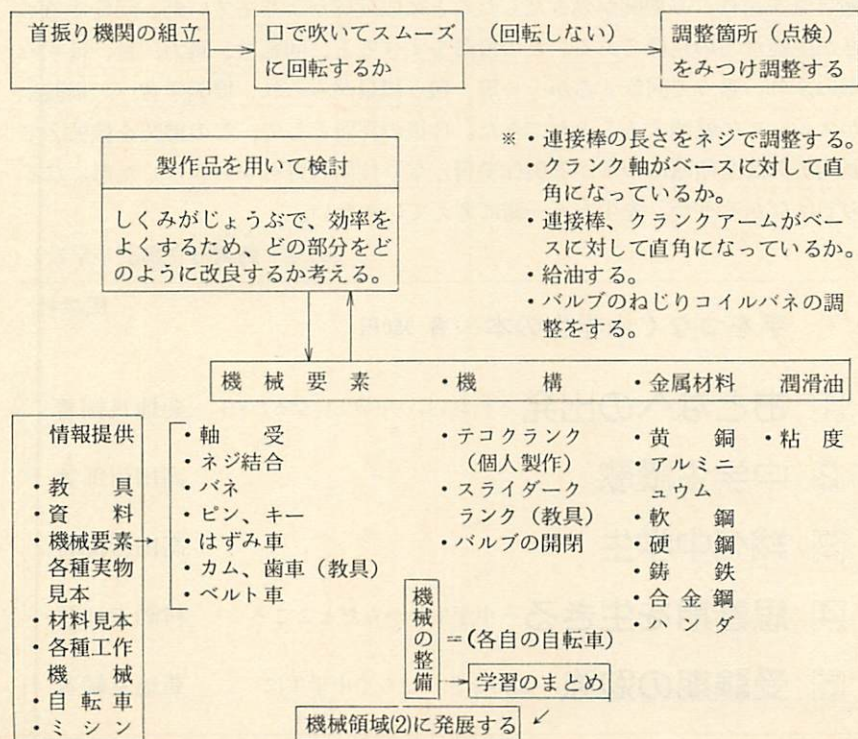 首振り機関の組立
口で吹いてスムーズ
に回転するか
(回転しない)
調整箇所(点検)
をみつけ調整する
製作品を用いて検討
しくみがじょうぶで、効率を
よくするため、どの部分をど
のように改良するか考える。
※・連接棒の長さをネジで調整する。
・クランク軸がベースに対して直
角になっているか。
・連接棒、クランクアームがベー
スに対して直角になっているか。
・給油する。
・バルブのねじりコイルバネの調
整をする。
機械要素 ・機構 ・金属材料 潤滑油
情報提供
・教具
・資料
・機械要素→
各種実物
見本
・材料見本
・各種工作
機械
・自転車
・ミシン
・軸受
・ネジ結合
・バネ
・ピン、キー
・はずみ車
・カム、歯車(教具)
・ベルト車
・テコクランク
(個人製作)
・スライダーク
ランク(教具)
・バルブの開閉
・黄銅
・アルミニ
ュウム
・軟鋼
・硬鋼
・鋳鉄
・合金鋼
・ハンダ
・粘度
機械の整備
=(各自の自転車)
→学習のまとめ
機械領域(2)に発展する